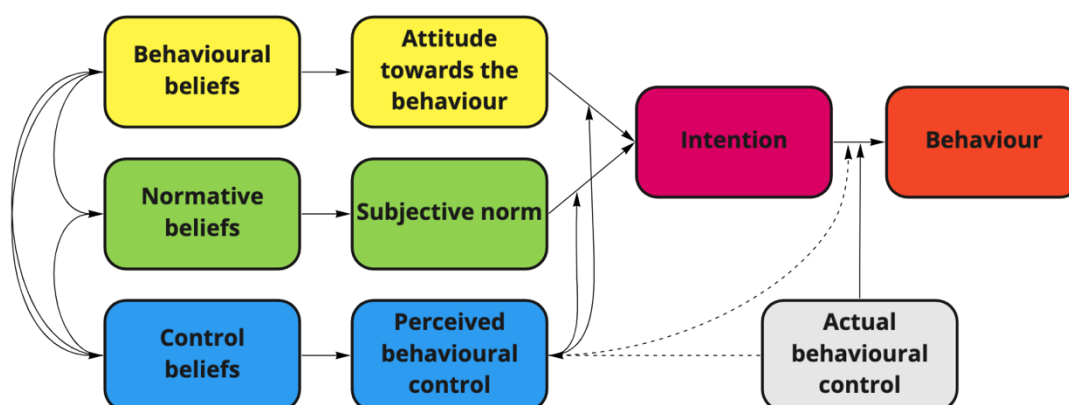 Behavioural
beliefs
Attitude
towards the
behaviour
Intention
Behaviour
Normative
beliefs
Subjective norm
Control
beliefs
Perceived
behavioural
control
Actual
behavioural
control